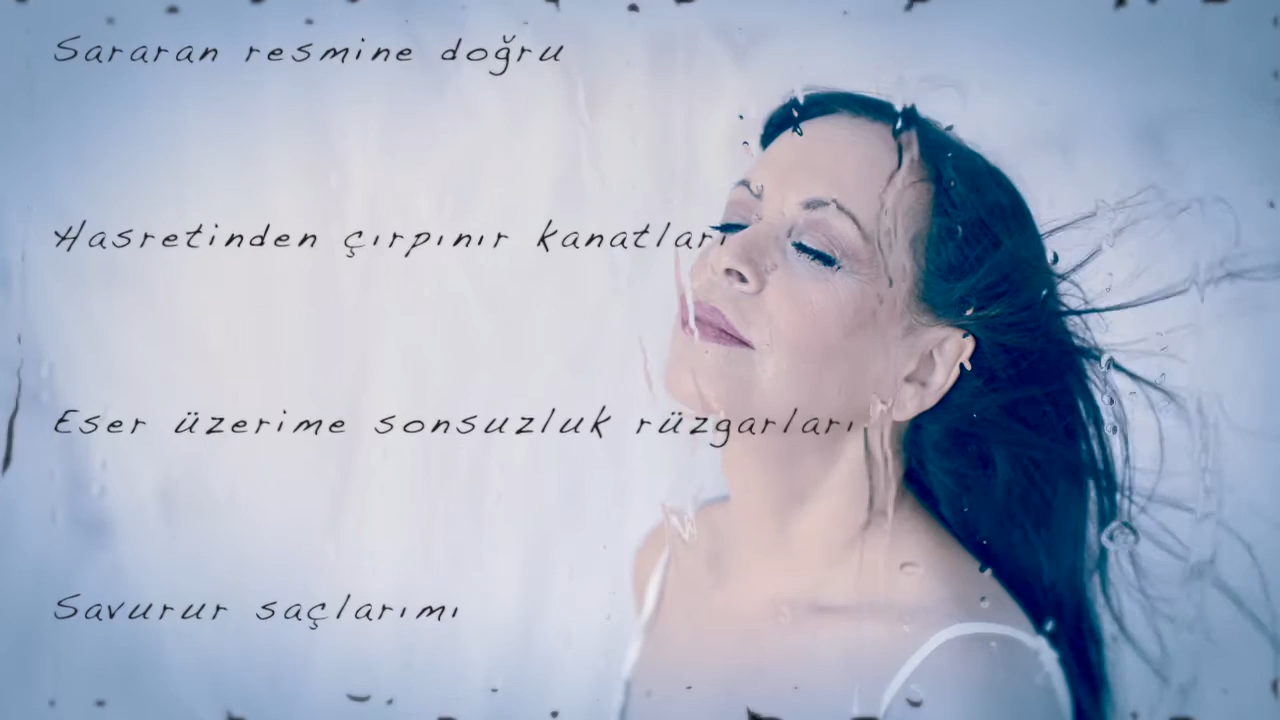 Sararan resmine doğru
Hasretinden çırpınır kanatları
Eser üzerime sonsuzluk rüzgarları
Savurur saçlarımı